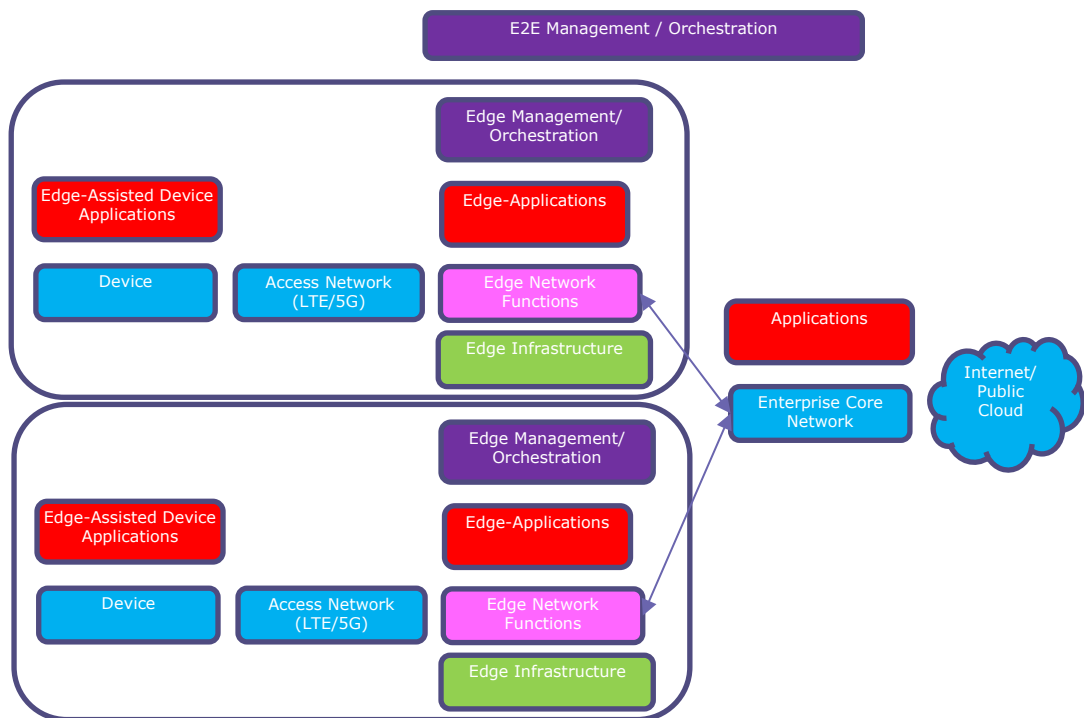 E2E Management / Orchestration
Edge Management/
Orchestration
Edge-Assisted Device
Applications
Edge-Applications
Device
Access Network
(LTE/5G)
Edge Network
Functions
Edge Infrastructure
Applications
Enterprise Core
Network
Internet/
Public
Cloud
Edge Management/
Orchestration
Edge-Assisted Device
Applications
Edge-Applications
Device
Access Network
(LTE/5G)
Edge Network
Functions
Edge Infrastructure